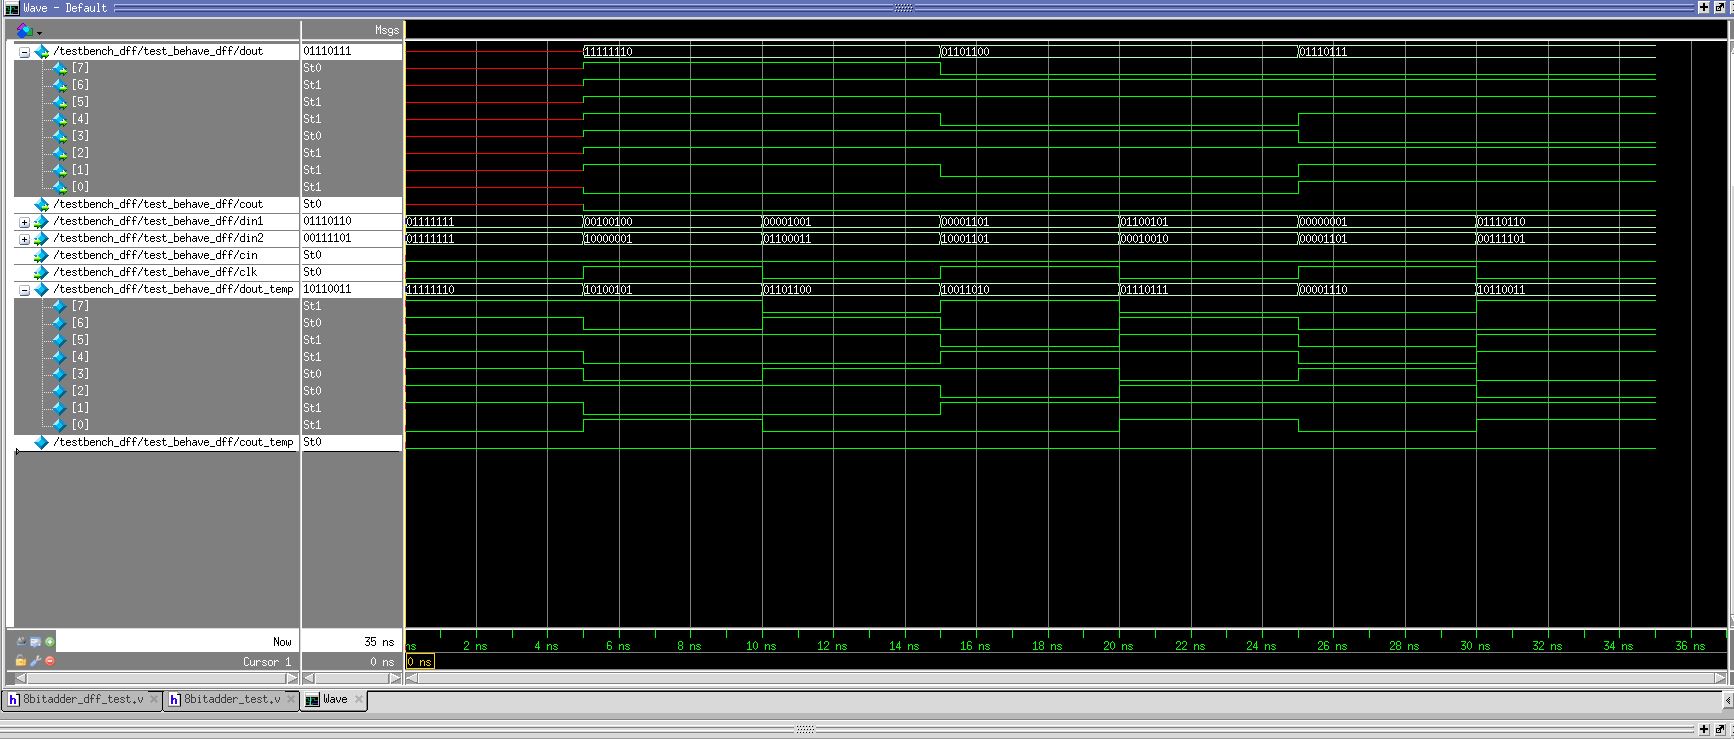 Wave - Default
Msgs
/testbench_dff/test_behave_dff/dout 01110111 11111110 01101100 01110111
[7] St0
[6] St1
[5] St1
[4] St1
[3] St0
[2] St1
[1] St1
[0] St1
/testbench_dff/test_behave_dff/cout St0
/testbench_dff/test_behave_dff/din1 01110110 01111111 00100100 00001001 00001101 01100101 00000001 01110110
/testbench_dff/test_behave_dff/din2 00111101 01111111 10000001 01100011 10001101 00010010 00001101 00111101
/testbench_dff/test_behave_dff/cin St0
/testbench_dff/test_behave_dff/clk St0
/testbench_dff/test_behave_dff/dout_temp 10110011 11111110 10100101 01101100 10011010 01110111 00001110 10110011
[7] St1
[6] St0
[5] St1
[4] St1
[3] St0
[2] St0
[1] St1
[0] St1
/testbench_dff/test_behave_dff/cout_temp St0
Now 35 ns ns 2 ns 4 ns 6 ns 8 ns 10 ns 12 ns 14 ns 16 ns 18 ns 20 ns 22 ns 24 ns 26 ns 28 ns 30 ns 32 ns 34 ns 36 ns
Cursor 1 0 ns 0 ns
8bitadder_dff_test.v 8bitadder_test.v Wave